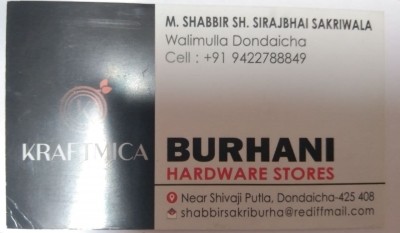 M. SHABBIR SH. SIRAJBHAI SAKRIWALA
Walimulla Dondaicha
Cell : +91 9422788849
KRAFTMICA
BURHANI
HARDWARE STORES
Near Shivaji Putla, Dondaicha-425 408
shabbirsakriburha@rediffmail.com